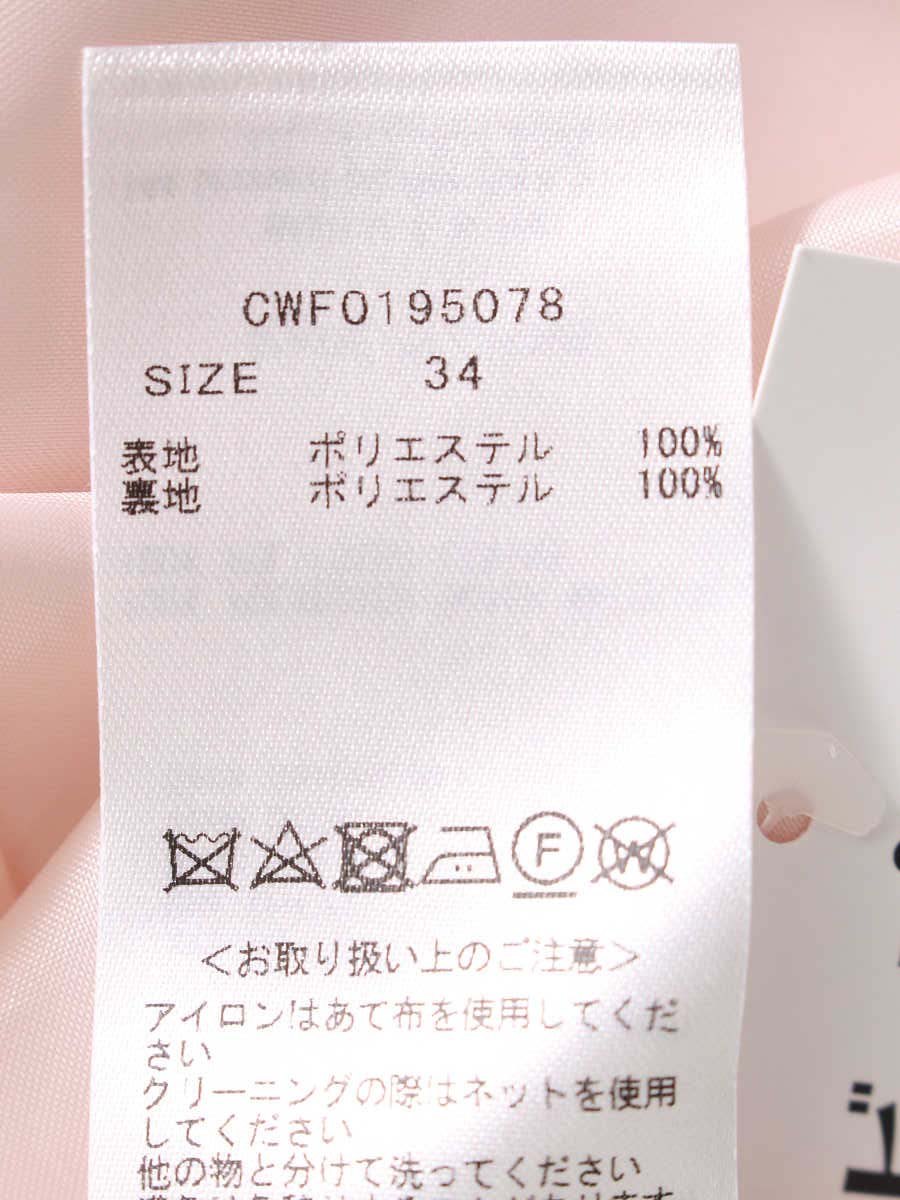 CWF0195078
SIZE 34
表地 ポリエステル 100%
裏地 ポリエステル 100%
F
W
＜お取り扱い上のご注意＞
アイロンはあて布を使用してくだ
さい
クリーニングの際はネットを使用
してください
他の物と分けて洗ってください